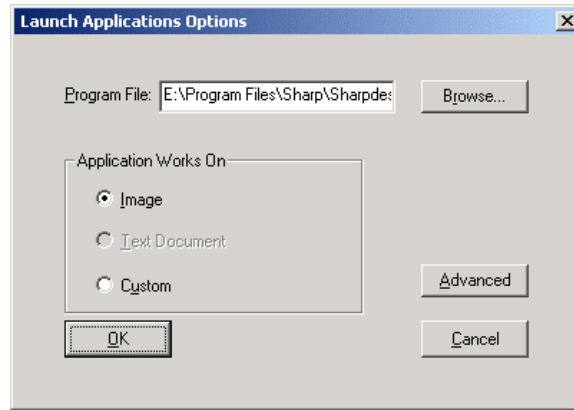 Launch Applications Options
Program File: E:\Program Files\Sharp\Sharpdes Browse...
Application Works On
Image
Text Document
Custom
Advanced
OK Cancel